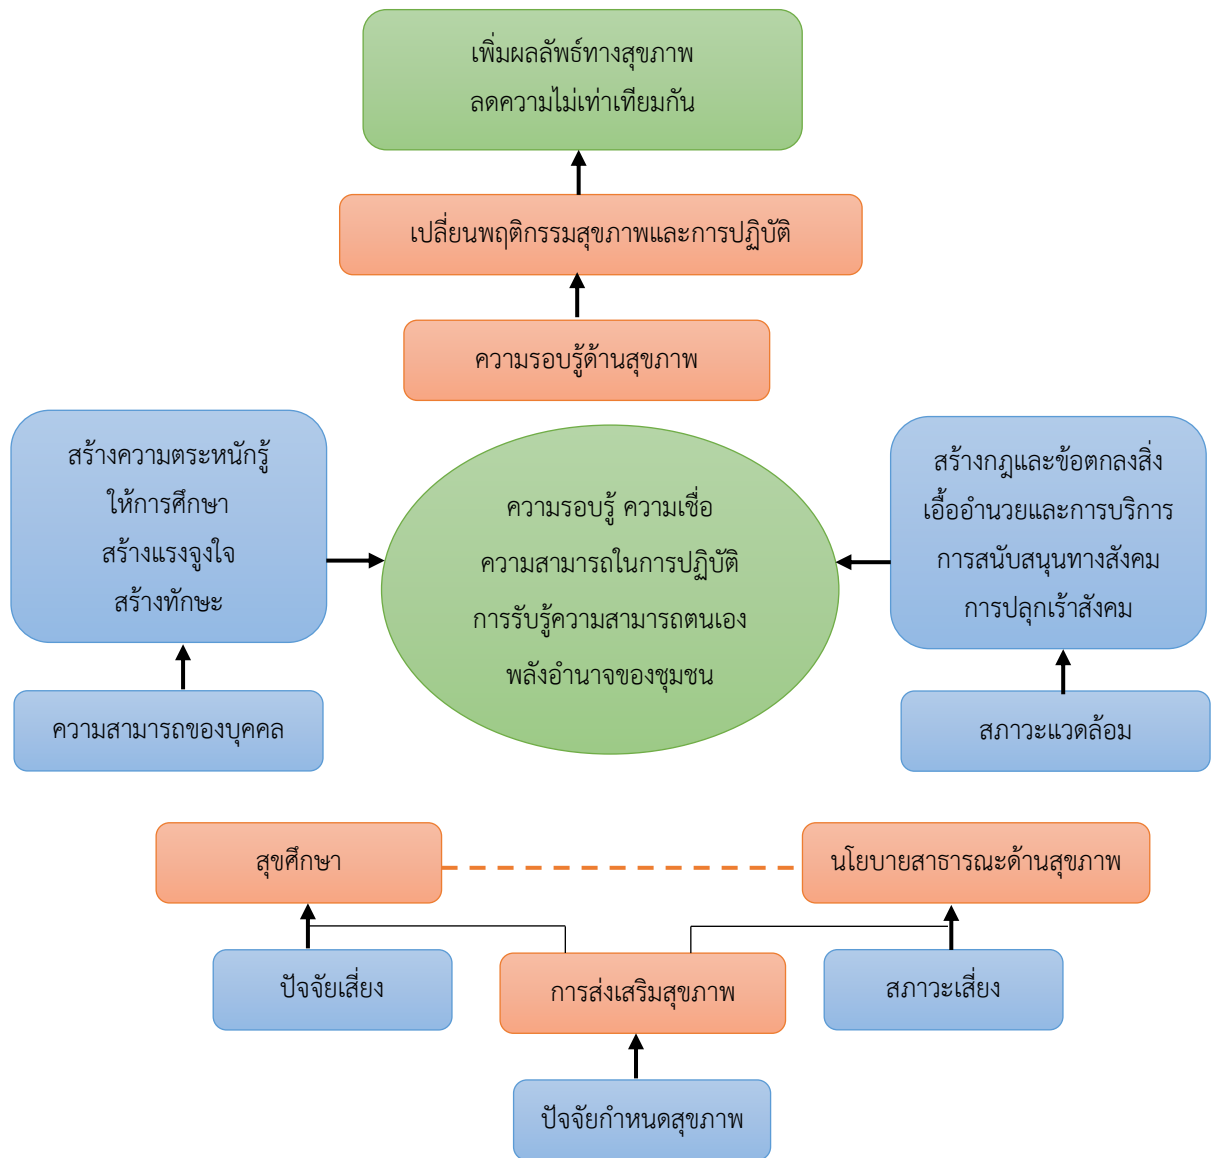 เพิ่มผลลัพธ์ทางสุขภาพ
ลดความไม่เท่าเทียมกัน
เปลี่ยนพฤติกรรมสุขภาพและการปฏิบัติ
ความรอบรู้ด้านสุขภาพ
สร้างความตระหนักรู้
ให้การศึกษา
สร้างแรงจูงใจ
สร้างทักษะ
ความรอบรู้ ความเชื่อ
ความสามารถในการปฏิบัติ
การรับรู้ความสามารถตนเอง
พลังอำนาจของชุมชน
สร้างกฎและข้อตกลงสิ่ง
เอื้ออำนวยและการบริการ
การสนับสนุนทางสังคม
การปลุกเร้าสังคม
ความสามารถของบุคคล
สภาวะแวดล้อม
สุขศึกษา
นโยบายสาธารณะด้านสุขภาพ
ปัจจัยเสี่ยง
การส่งเสริมสุขภาพ
สภาวะเสี่ยง
ปัจจัยกำหนดสุขภาพ